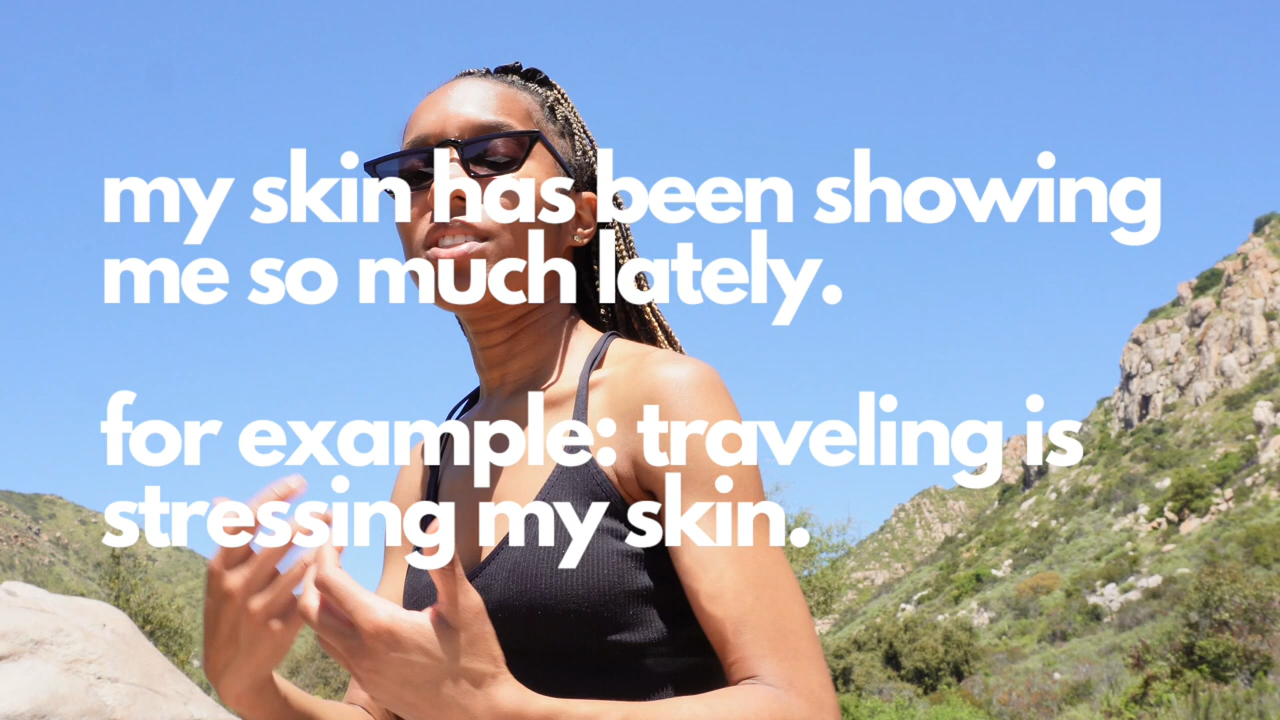 my skin has been showing
me so much lately.
for example: traveling is
stressing my skin.